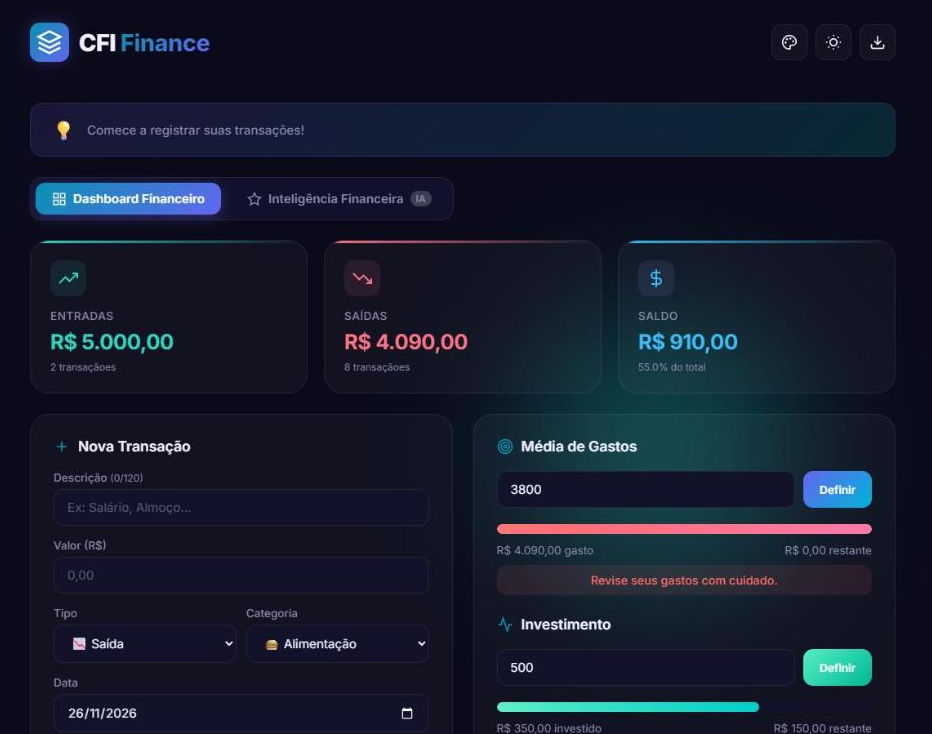 CFI Finance
Comece a registrar suas transações!
Dashboard Financeiro
Inteligência Financeira IA
ENTRADAS
R$ 5.000,00
2 transaçãoes
SAÍDAS
R$ 4.090,00
8 transaçãoes
SALDO
R$ 910,00
55.0% do total
Nova Transação
Descrição (0/120)
Ex: Salário, Almoço...
Valor (R$)
0,00
Tipo
Saída
Categoria
Alimentação
Data
26/11/2026
Média de Gastos
3800
Definir
R$ 4.090,00 gasto
R$ 0,00 restante
Revise seus gastos com cuidado.
Investimento
500
Definir
R$ 350,00 investido
R$ 150,00 restante